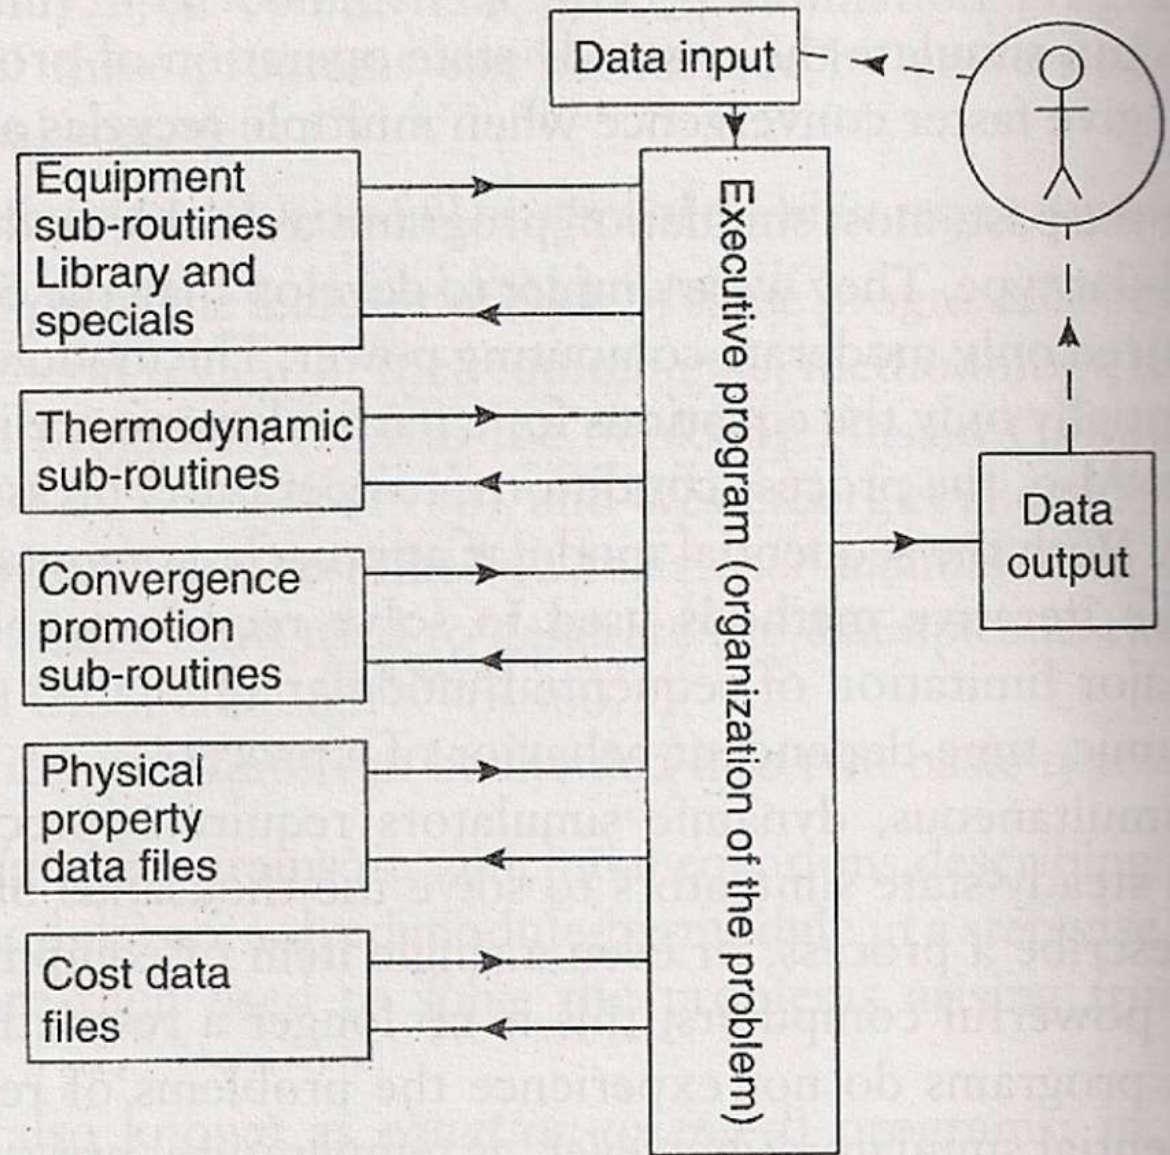 Data input
Equipment
sub-routines
Library and
specials
Thermodynamic
sub-routines
Convergence
promotion
sub-routines
Physical
property
data files
Cost data
files
Executive program (organization of the problem)
Data
output